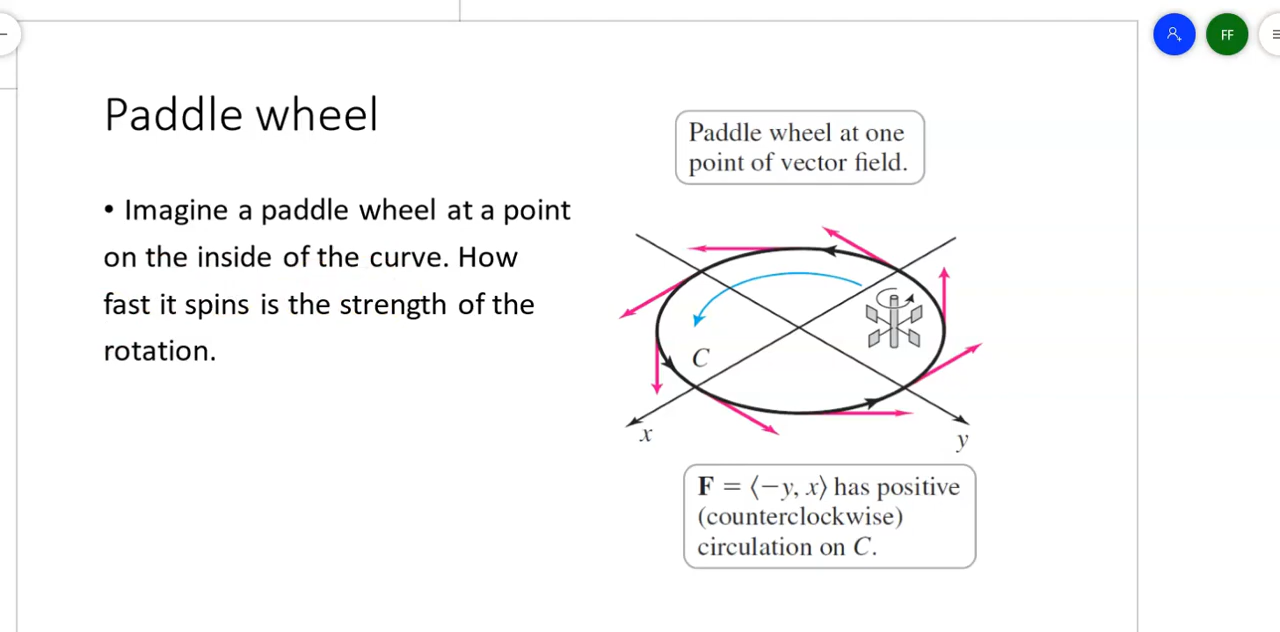 FF
Paddle wheel
Paddle wheel at one
point of vector field.
• Imagine a paddle wheel at a point
on the inside of the curve. How
fast it spins is the strength of the
rotation.
C
x
y
F = ⟨−y, x⟩ has positive
(counterclockwise)
circulation on C.